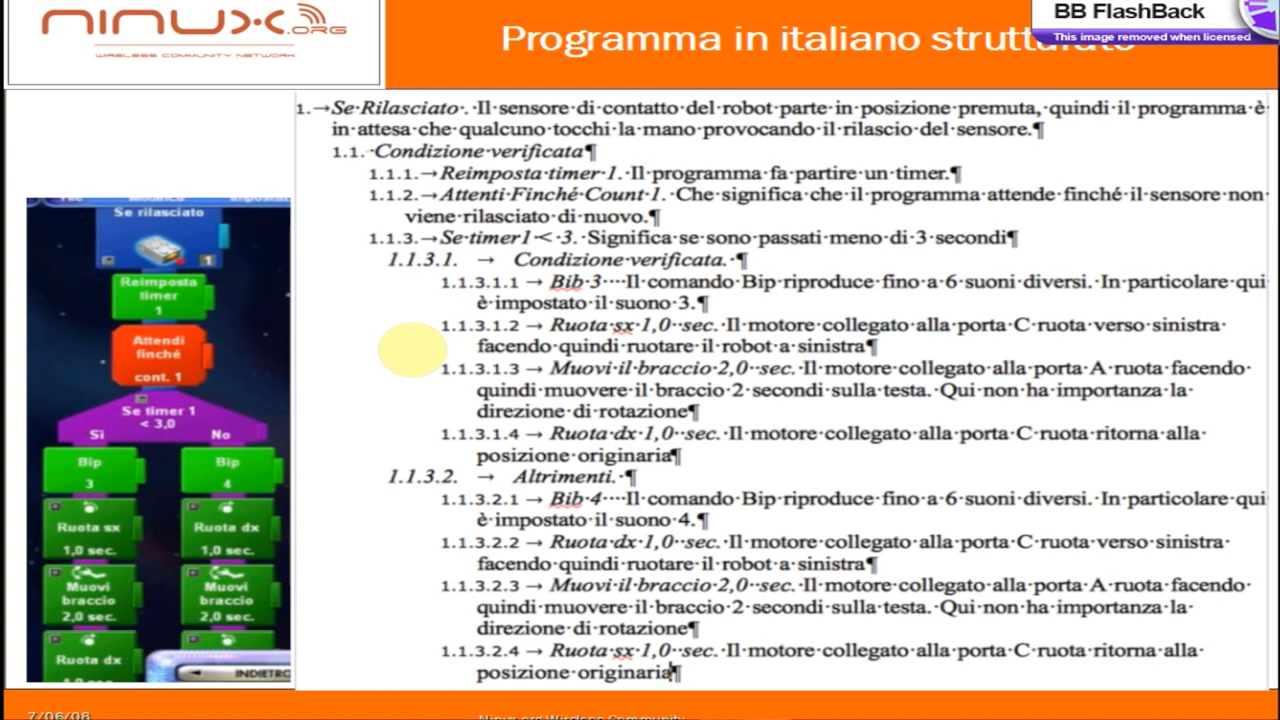 NINUX.ORG
WIRELESS COMMUNITY NETWORK
Programma in italiano strutturato
BB FlashBack
This image removed when licensed
1.→Se·Rilasciato·.·Il·sensore·di·contatto·del·robot·parte·in·posizione·premuta,·quindi·il·programma·è·
in·attesa·che·qualcuno·tocchi·la·mano·provocando·il·rilascio·del·sensore.¶
1.1.·Condizione·verificata¶
1.1.1.→Reimposta·timer·1.·Il·programma·fa·partire·un·timer.¶
1.1.2.→Attenti·Finché·Count·1.·Che·significa·che·il·programma·attende·finché·il·sensore·non·
viene·rilasciato·di·nuovo.¶
1.1.3.→Se·timer1·<·3.·Significa·se·sono·passati·meno·di·3·secondi¶
1.1.3.1. → Condizione·verificata.·¶
1.1.3.1.1→Bib·3····Il·comando·Bip·riproduce·fino·a·6·suoni·diversi.·In·particolare·qui·
è·impostato·il·suono·3.¶
1.1.3.1.2→Ruota·sx·1,0··sec.·Il·motore·collegato·alla·porta·C·ruota·verso·sinistra·
facendo·quindi·ruotare·il·robot·a·sinistra¶
1.1.3.1.3→Muovi·il·braccio·2,0··sec.·Il·motore·collegato·alla·porta·A·ruota·facendo·
quindi·muovere·il·braccio·2·secondi·sulla·testa.·Qui·non·ha·importanza·la·
direzione·di·rotazione¶
1.1.3.1.4→Ruota·dx·1,0··sec.·Il·motore·collegato·alla·porta·C·ruota·ritorna·alla·
posizione·originaria¶
1.1.3.2. → Altrimenti.·¶
1.1.3.2.1→Bib·4····Il·comando·Bip·riproduce·fino·a·6·suoni·diversi.·In·particolare·qui·
è·impostato·il·suono·4.¶
1.1.3.2.2→Ruota·dx·1,0··sec.·Il·motore·collegato·alla·porta·C·ruota·verso·sinistra·
facendo·quindi·ruotare·il·robot·a·sinistra¶
1.1.3.2.3→Muovi·il·braccio·2,0··sec.·Il·motore·collegato·alla·porta·A·ruota·facendo·
quindi·muovere·il·braccio·2·secondi·sulla·testa.·Qui·non·ha·importanza·la·
direzione·di·rotazione¶
1.1.3.2.4→Ruota·sx·1,0··sec.·Il·motore·collegato·alla·porta·C·ruota·ritorna·alla·
posizione·originaria¶
Se rilasciato
1
Reimposta
timer
1
Attendi
finché
cont. 1
Se timer 1
< 3,0
Sì No
Bip Bip
3 4
Ruota sx Ruota dx
1,0 sec. 1,0 sec.
Muovi Muovi
braccio braccio
2,0 sec. 2,0 sec.
Ruota dx
INDIETRO
7/06/08
Ninux.org Wireless Community